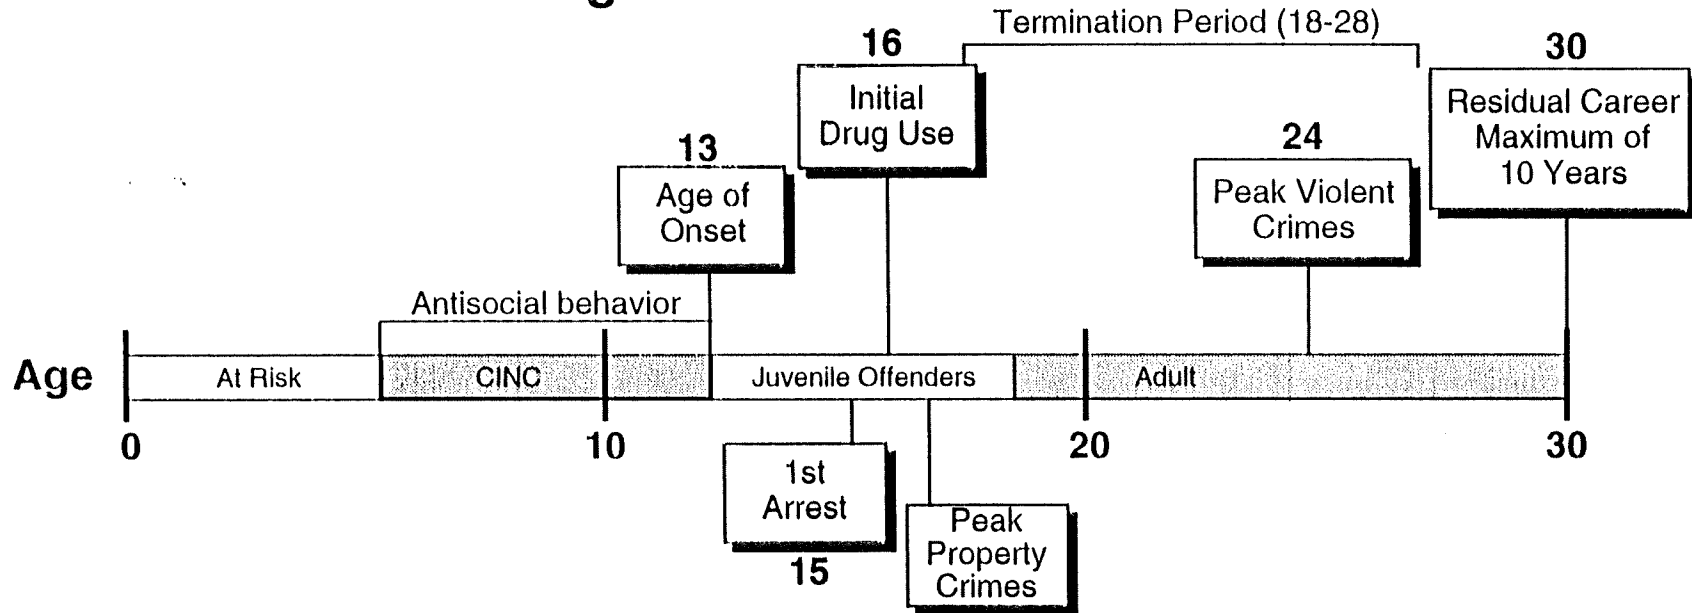 Termination Period (18-28)
16
30
Initial
Drug Use
Residual Career
Maximum of
10 Years
24
13
Peak Violent
Crimes
Age of
Onset
Antisocial behavior
Age
At Risk
CINC
Juvenile Offenders
Adult
0
10
20
30
1st
Arrest
15
Peak
Property
Crimes